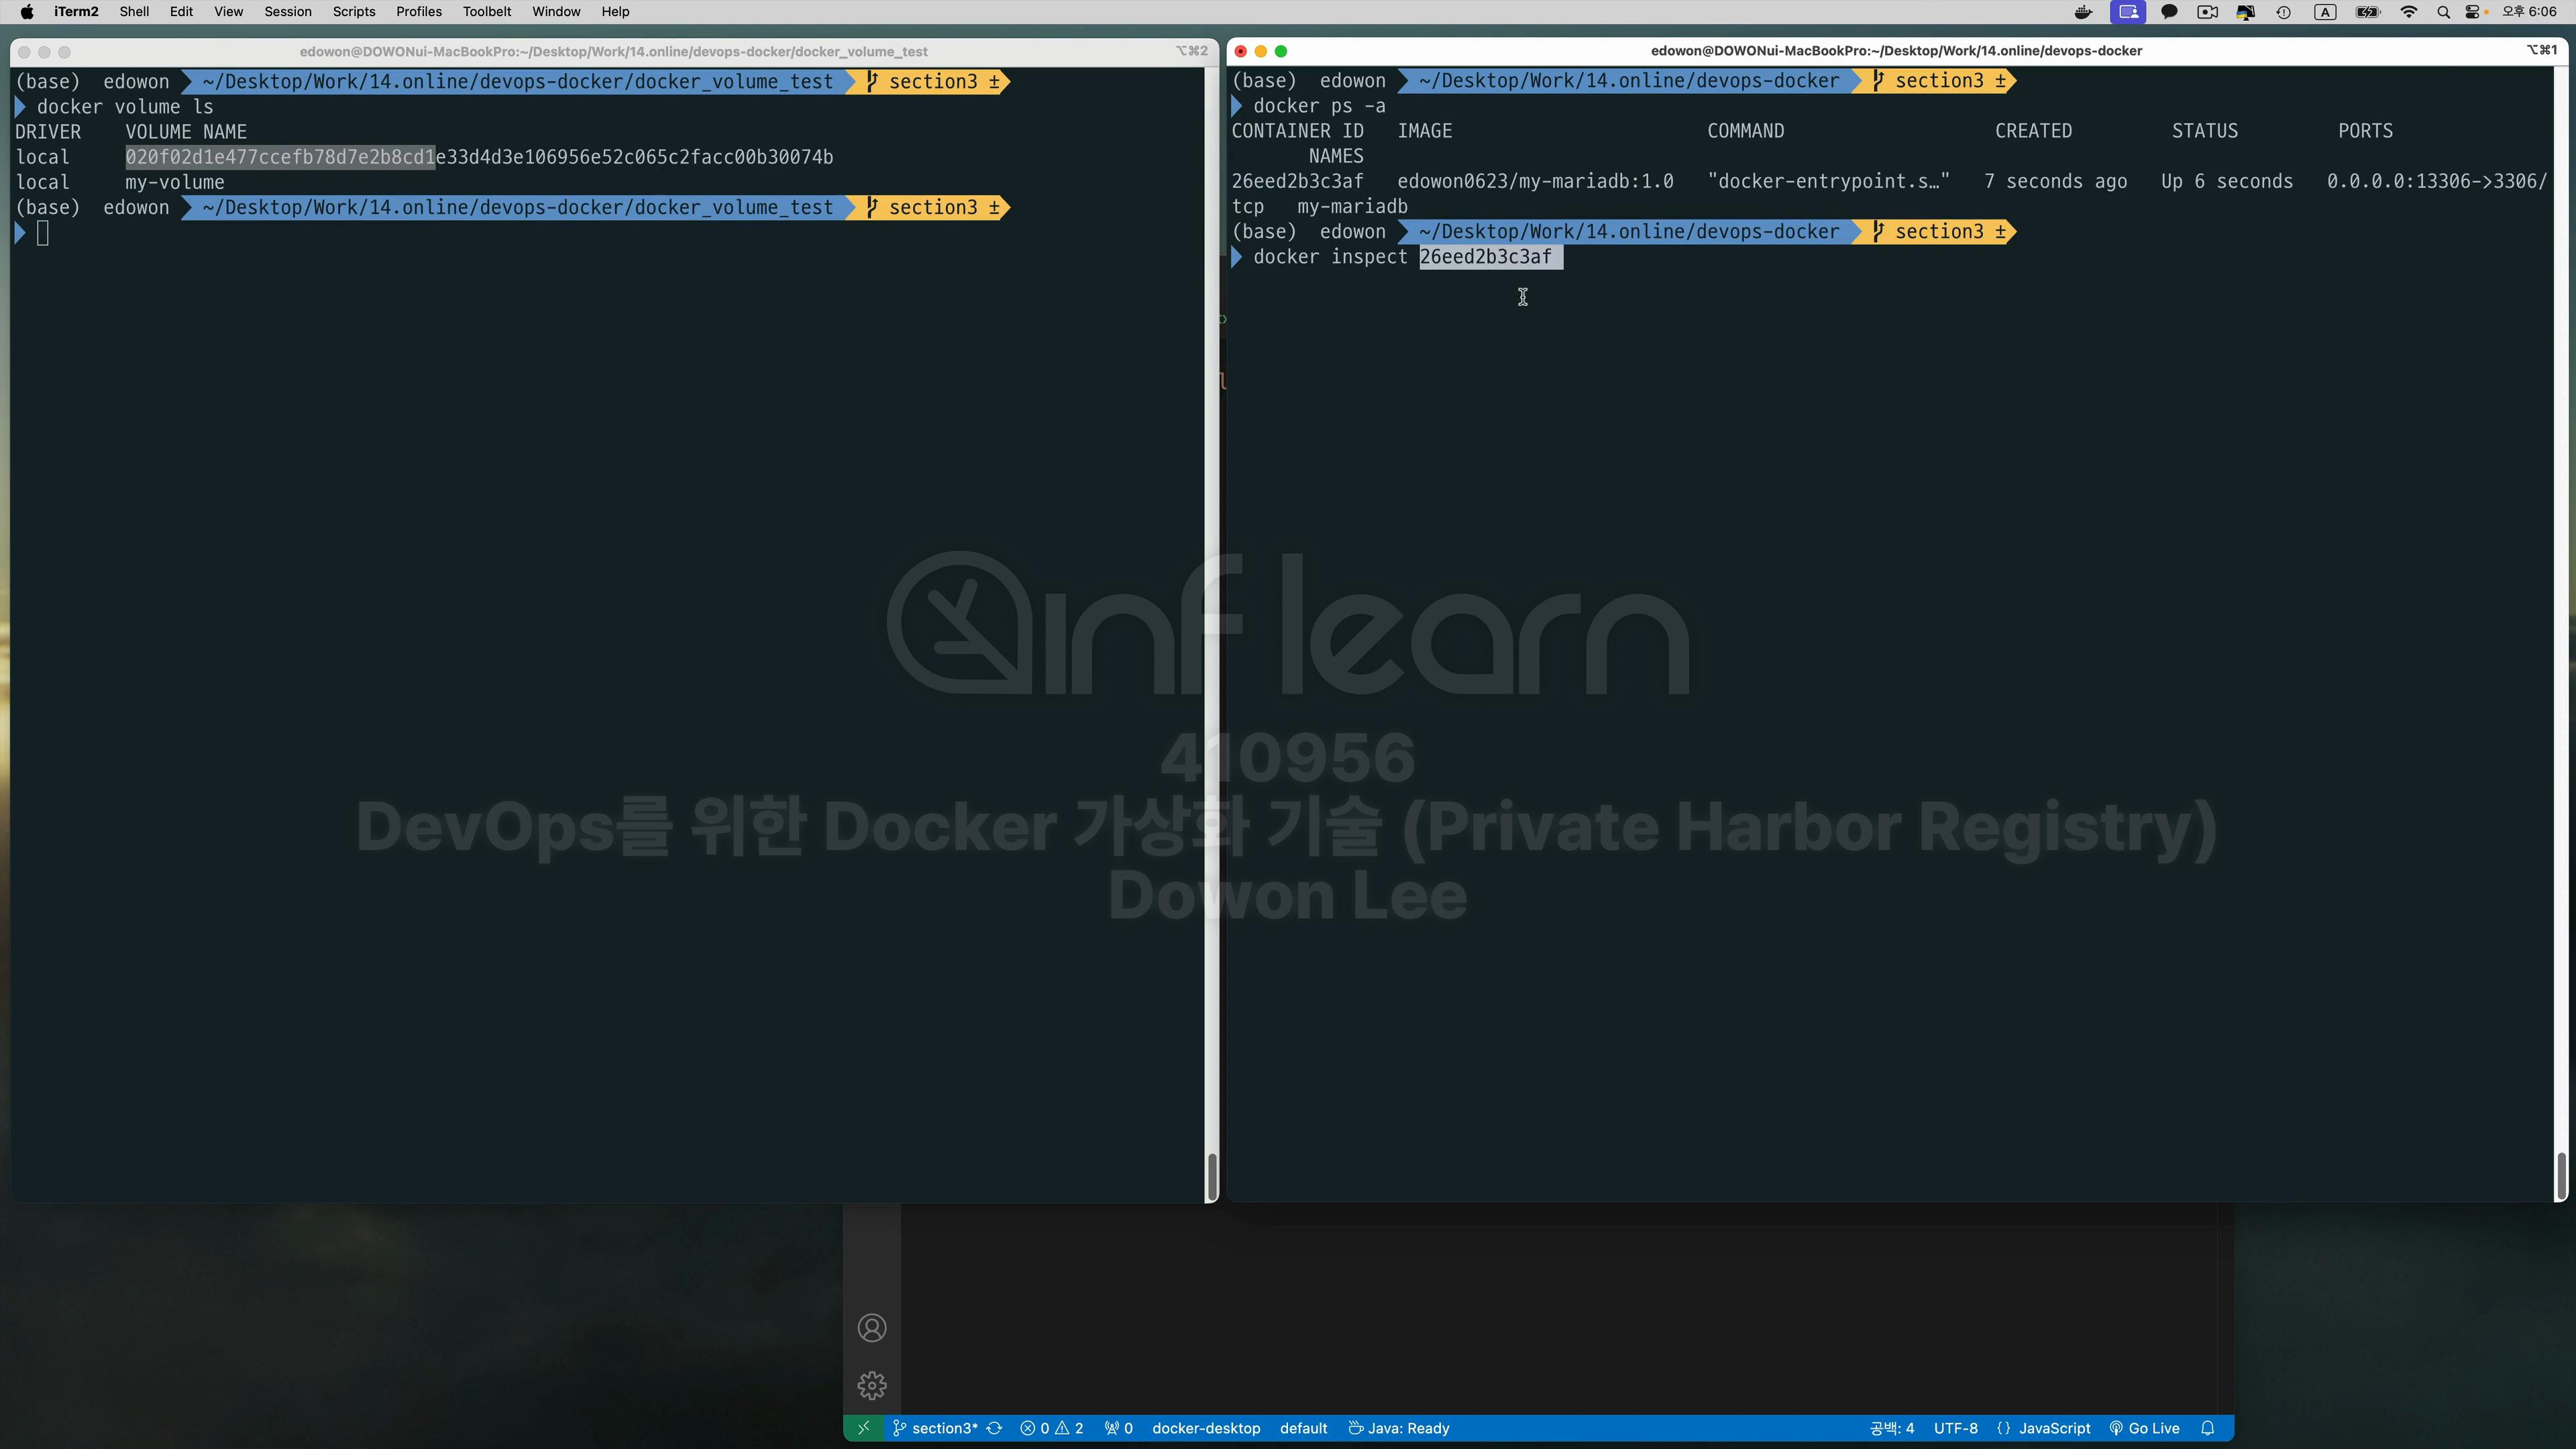 iTerm2 Shell Edit View Session Scripts Profiles Toolbelt Window Help
A 오후 6:06
edowon@DOWONui-MacBookPro:~/Desktop/Work/14.online/devops-docker/docker_volume_test ⌥⌘2
(base) edowon ~/Desktop/Work/14.online/devops-docker/docker_volume_test section3 ±
docker volume ls
DRIVER VOLUME NAME
local 020f02d1e477ccefb78d7e2b8cd1e33d4d3e106956e52c065c2facc00b30074b
local my-volume
(base) edowon ~/Desktop/Work/14.online/devops-docker/docker_volume_test section3 ±
edowon@DOWONui-MacBookPro:~/Desktop/Work/14.online/devops-docker ⌥⌘1
(base) edowon ~/Desktop/Work/14.online/devops-docker section3 ±
docker ps -a
CONTAINER ID IMAGE COMMAND CREATED STATUS PORTS
NAMES
26eed2b3c3af edowon0623/my-mariadb:1.0 "docker-entrypoint.s…" 7 seconds ago Up 6 seconds 0.0.0.0:13306->3306/
tcp my-mariadb
(base) edowon ~/Desktop/Work/14.online/devops-docker section3 ±
docker inspect 26eed2b3c3af
inflearn
410956
DevOps를 위한 Docker 가상화 기술 (Private Harbor Registry)
Dowon Lee
section3* 0 2 0 docker-desktop default Java: Ready 공백: 4 UTF-8 {} JavaScript Go Live